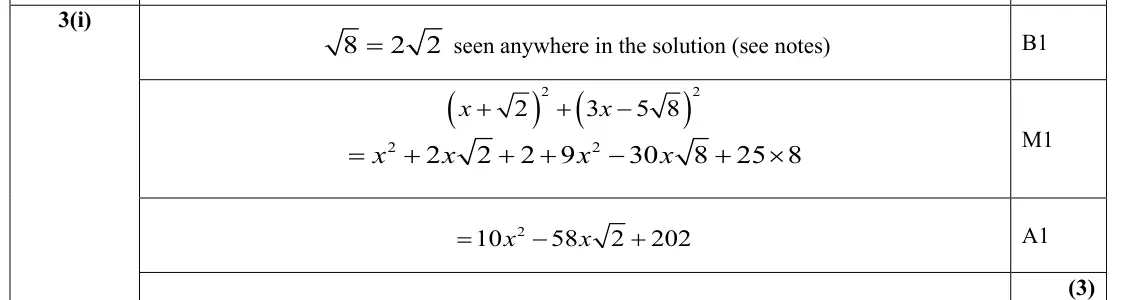 3(i)
√8 = 2√2 seen anywhere in the solution (see notes)
B1
(x + √2)² + (3x − 5√8)²
= x² + 2x√2 + 2 + 9x² − 30x√8 + 25 × 8
M1
= 10x² − 58x√2 + 202
A1
(3)